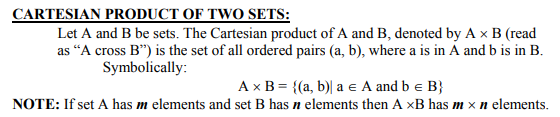 CARTESIAN PRODUCT OF TWO SETS:
Let A and B be sets. The Cartesian product of A and B, denoted by A × B (read
as “A cross B”) is the set of all ordered pairs (a, b), where a is in A and b is in B.
Symbolically:
A × B = {(a, b)| a ∈ A and b ∈ B}
NOTE: If set A has m elements and set B has n elements then A ×B has m × n elements.